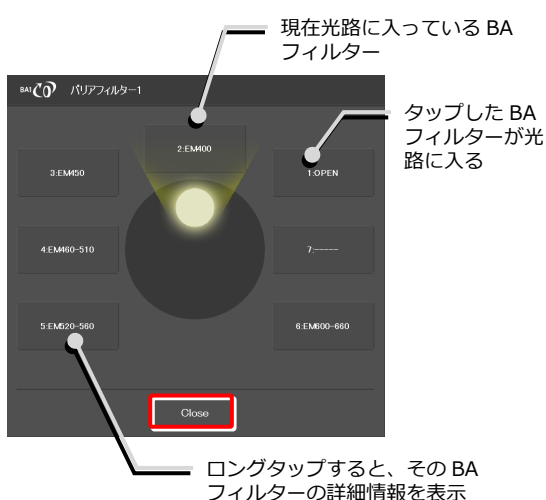 現在光路に入っている BA
フィルター
BA1 バリアフィルター1
タップした BA
フィルターが光
路に入る
2:EM400
3:EM450
1:OPEN
4:EM460-510
7:-----
5:EM520-560
6:EM600-660
Close
ロングタップすると、その BA
フィルターの詳細情報を表示